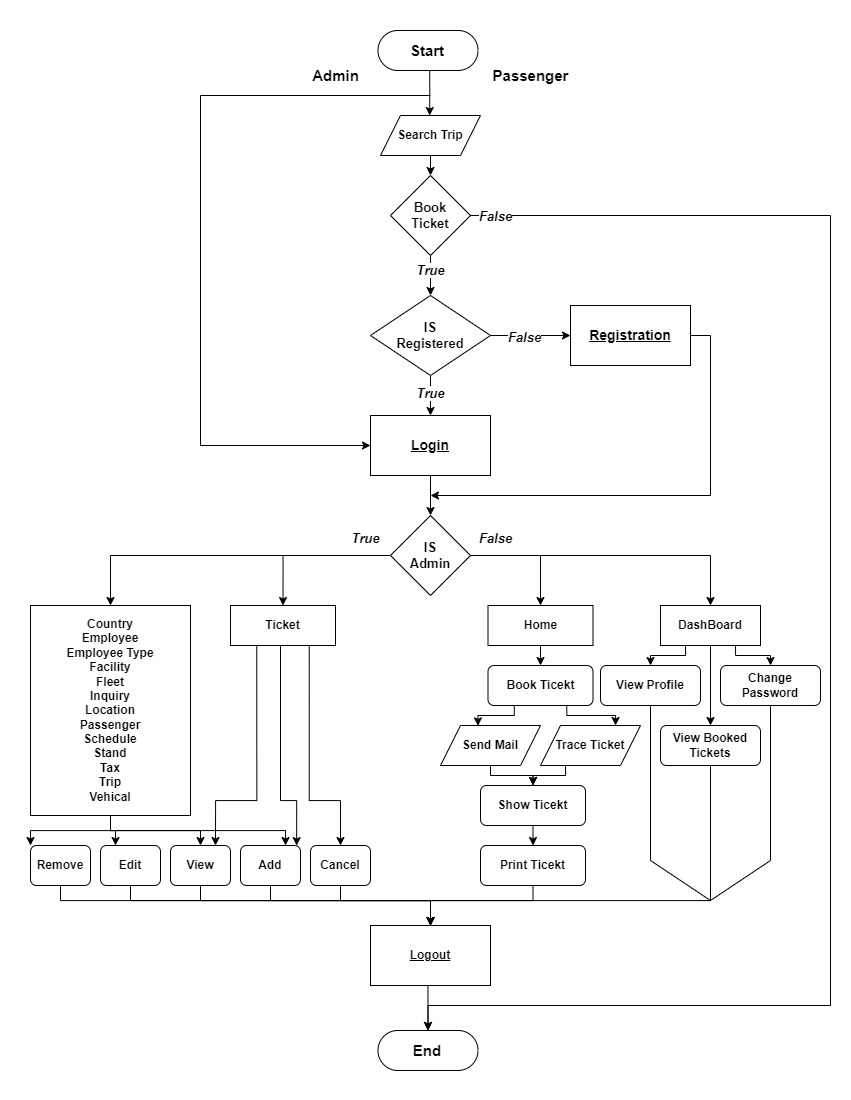 Start
Admin
Passenger
Search Trip
Book
Ticket
False
True
IS
Registered
False
Registration
True
Login
True
IS
Admin
False
Country
Employee
Employee Type
Facility
Fleet
Inquiry
Location
Passenger
Schedule
Stand
Tax
Trip
Vehical
Ticket
Home
DashBoard
Book Ticekt
View Profile
Change
Password
Send Mail
Trace Ticket
View Booked
Tickets
Show Ticekt
Remove
Edit
View
Add
Cancel
Print Ticekt
Logout
End